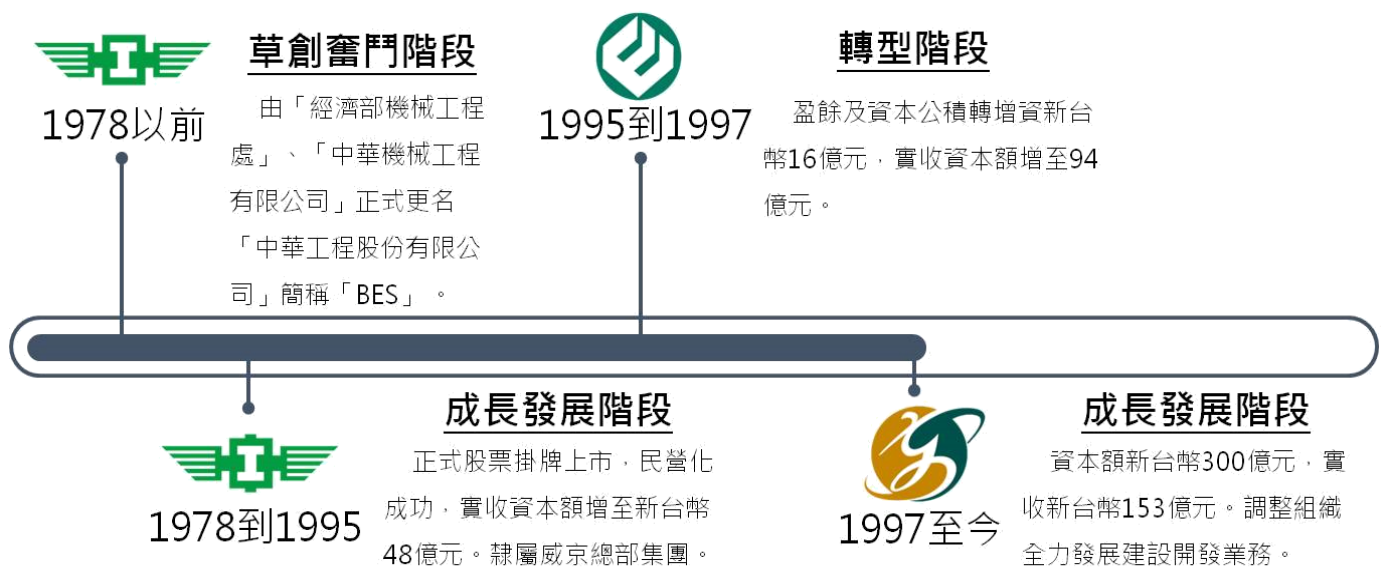 1978以前
草創奮鬥階段
由「經濟部機械工程
處」、「中華機械工程
有限公司」正式更名
「中華工程股份有限公
司」簡稱「BES」 。
1995到1997
轉型階段
盈餘及資本公積轉增資新台
幣16億元，實收資本額增至94
億元。
1978到1995
成長發展階段
正式股票掛牌上市，民營化
成功，實收資本額增至新台幣
48億元。隸屬威京總部集團。
1997至今
成長發展階段
資本額新台幣300億元，實
收新台幣153億元。調整組織
全力發展建設開發業務。